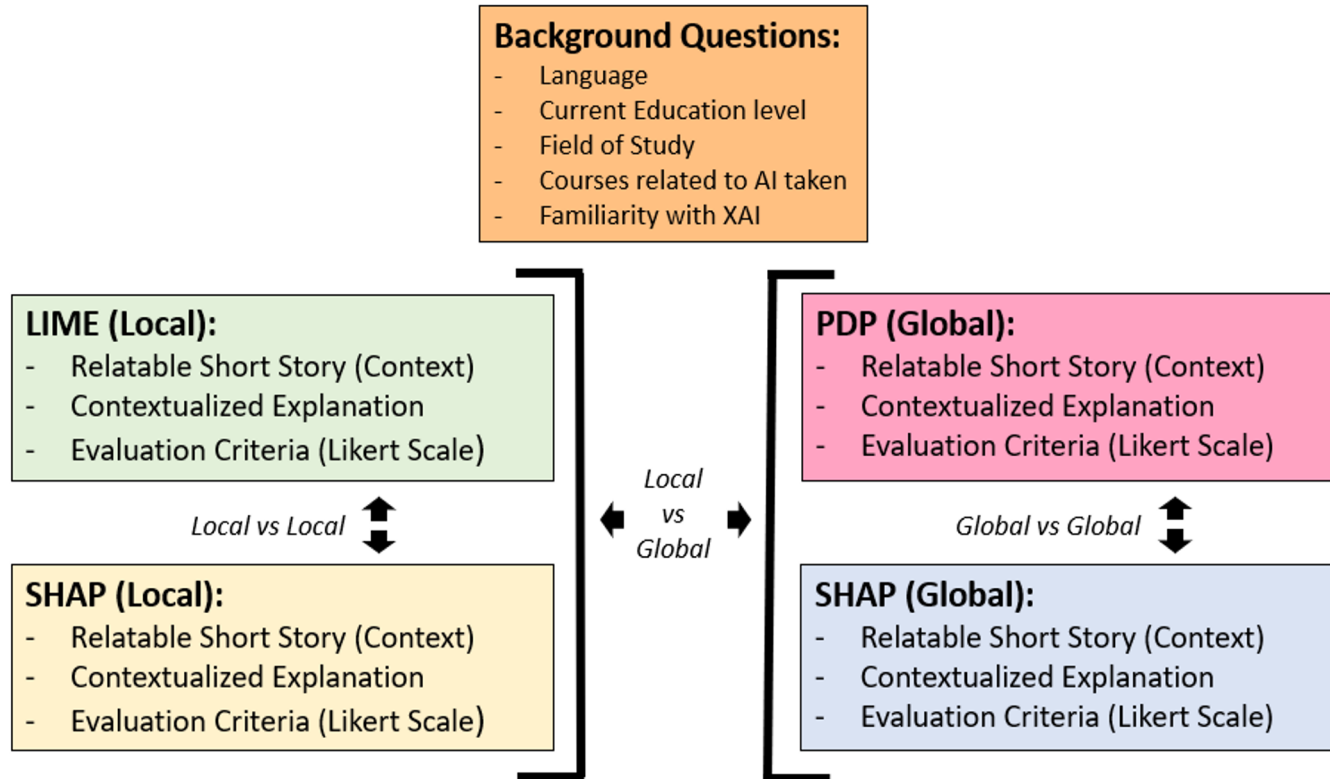 Background Questions:
- Language
- Current Education level
- Field of Study
- Courses related to AI taken
- Familiarity with XAI
LIME (Local):
- Relatable Short Story (Context)
- Contextualized Explanation
- Evaluation Criteria (Likert Scale)
Local vs Local
SHAP (Local):
- Relatable Short Story (Context)
- Contextualized Explanation
- Evaluation Criteria (Likert Scale)
Local
vs
Global
PDP (Global):
- Relatable Short Story (Context)
- Contextualized Explanation
- Evaluation Criteria (Likert Scale)
Global vs Global
SHAP (Global):
- Relatable Short Story (Context)
- Contextualized Explanation
- Evaluation Criteria (Likert Scale)